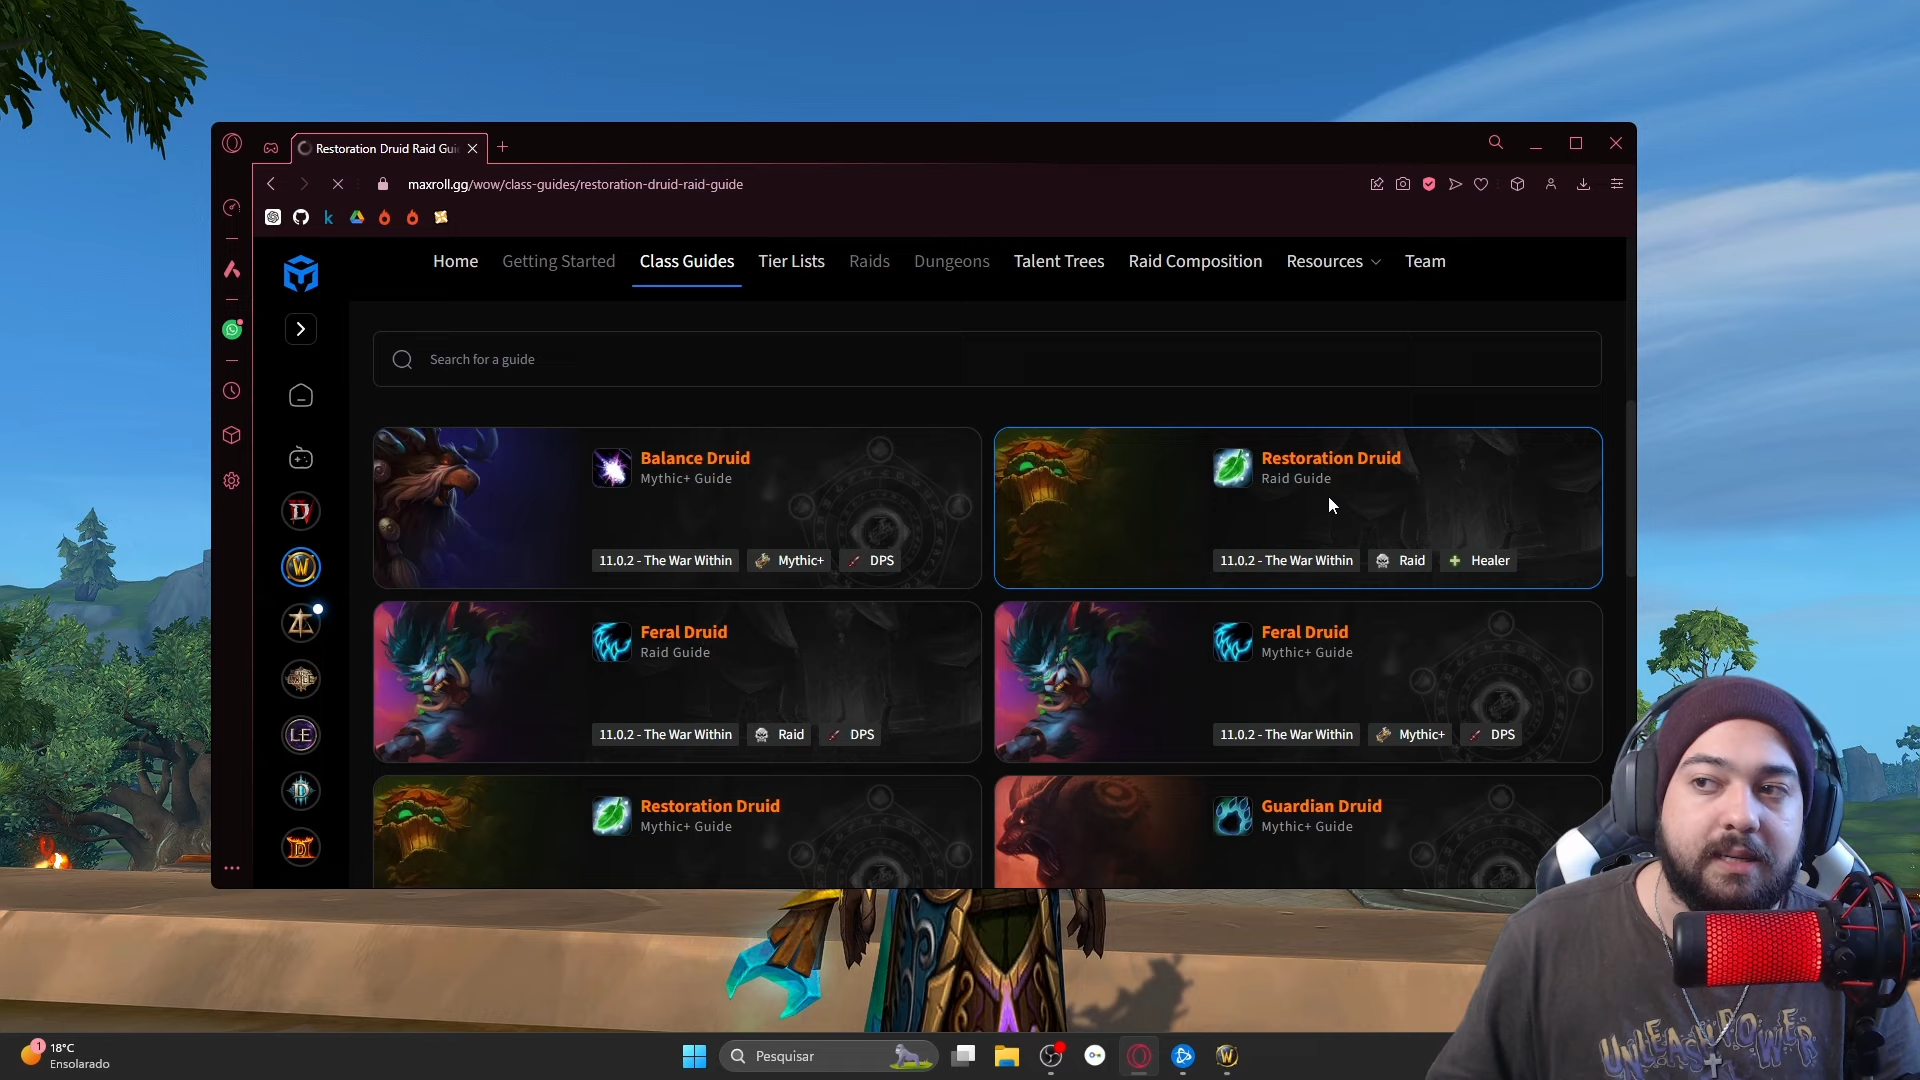 Restoration Druid Raid Gui
maxroll.gg/wow/class-guides/restoration-druid-raid-guide
k
Home Getting Started Class Guides Tier Lists Raids Dungeons Talent Trees Raid Composition Resources Team
Search for a guide
Balance Druid
Mythic+ Guide
11.0.2 - The War Within Mythic+ DPS
Restoration Druid
Raid Guide
11.0.2 - The War Within Raid Healer
Feral Druid
Raid Guide
11.0.2 - The War Within Raid DPS
Feral Druid
Mythic+ Guide
11.0.2 - The War Within Mythic+ DPS
Restoration Druid
Mythic+ Guide
Guardian Druid
Mythic+ Guide
LE
UNLEASH POWER
1
18°C
Ensolarado
Pesquisar